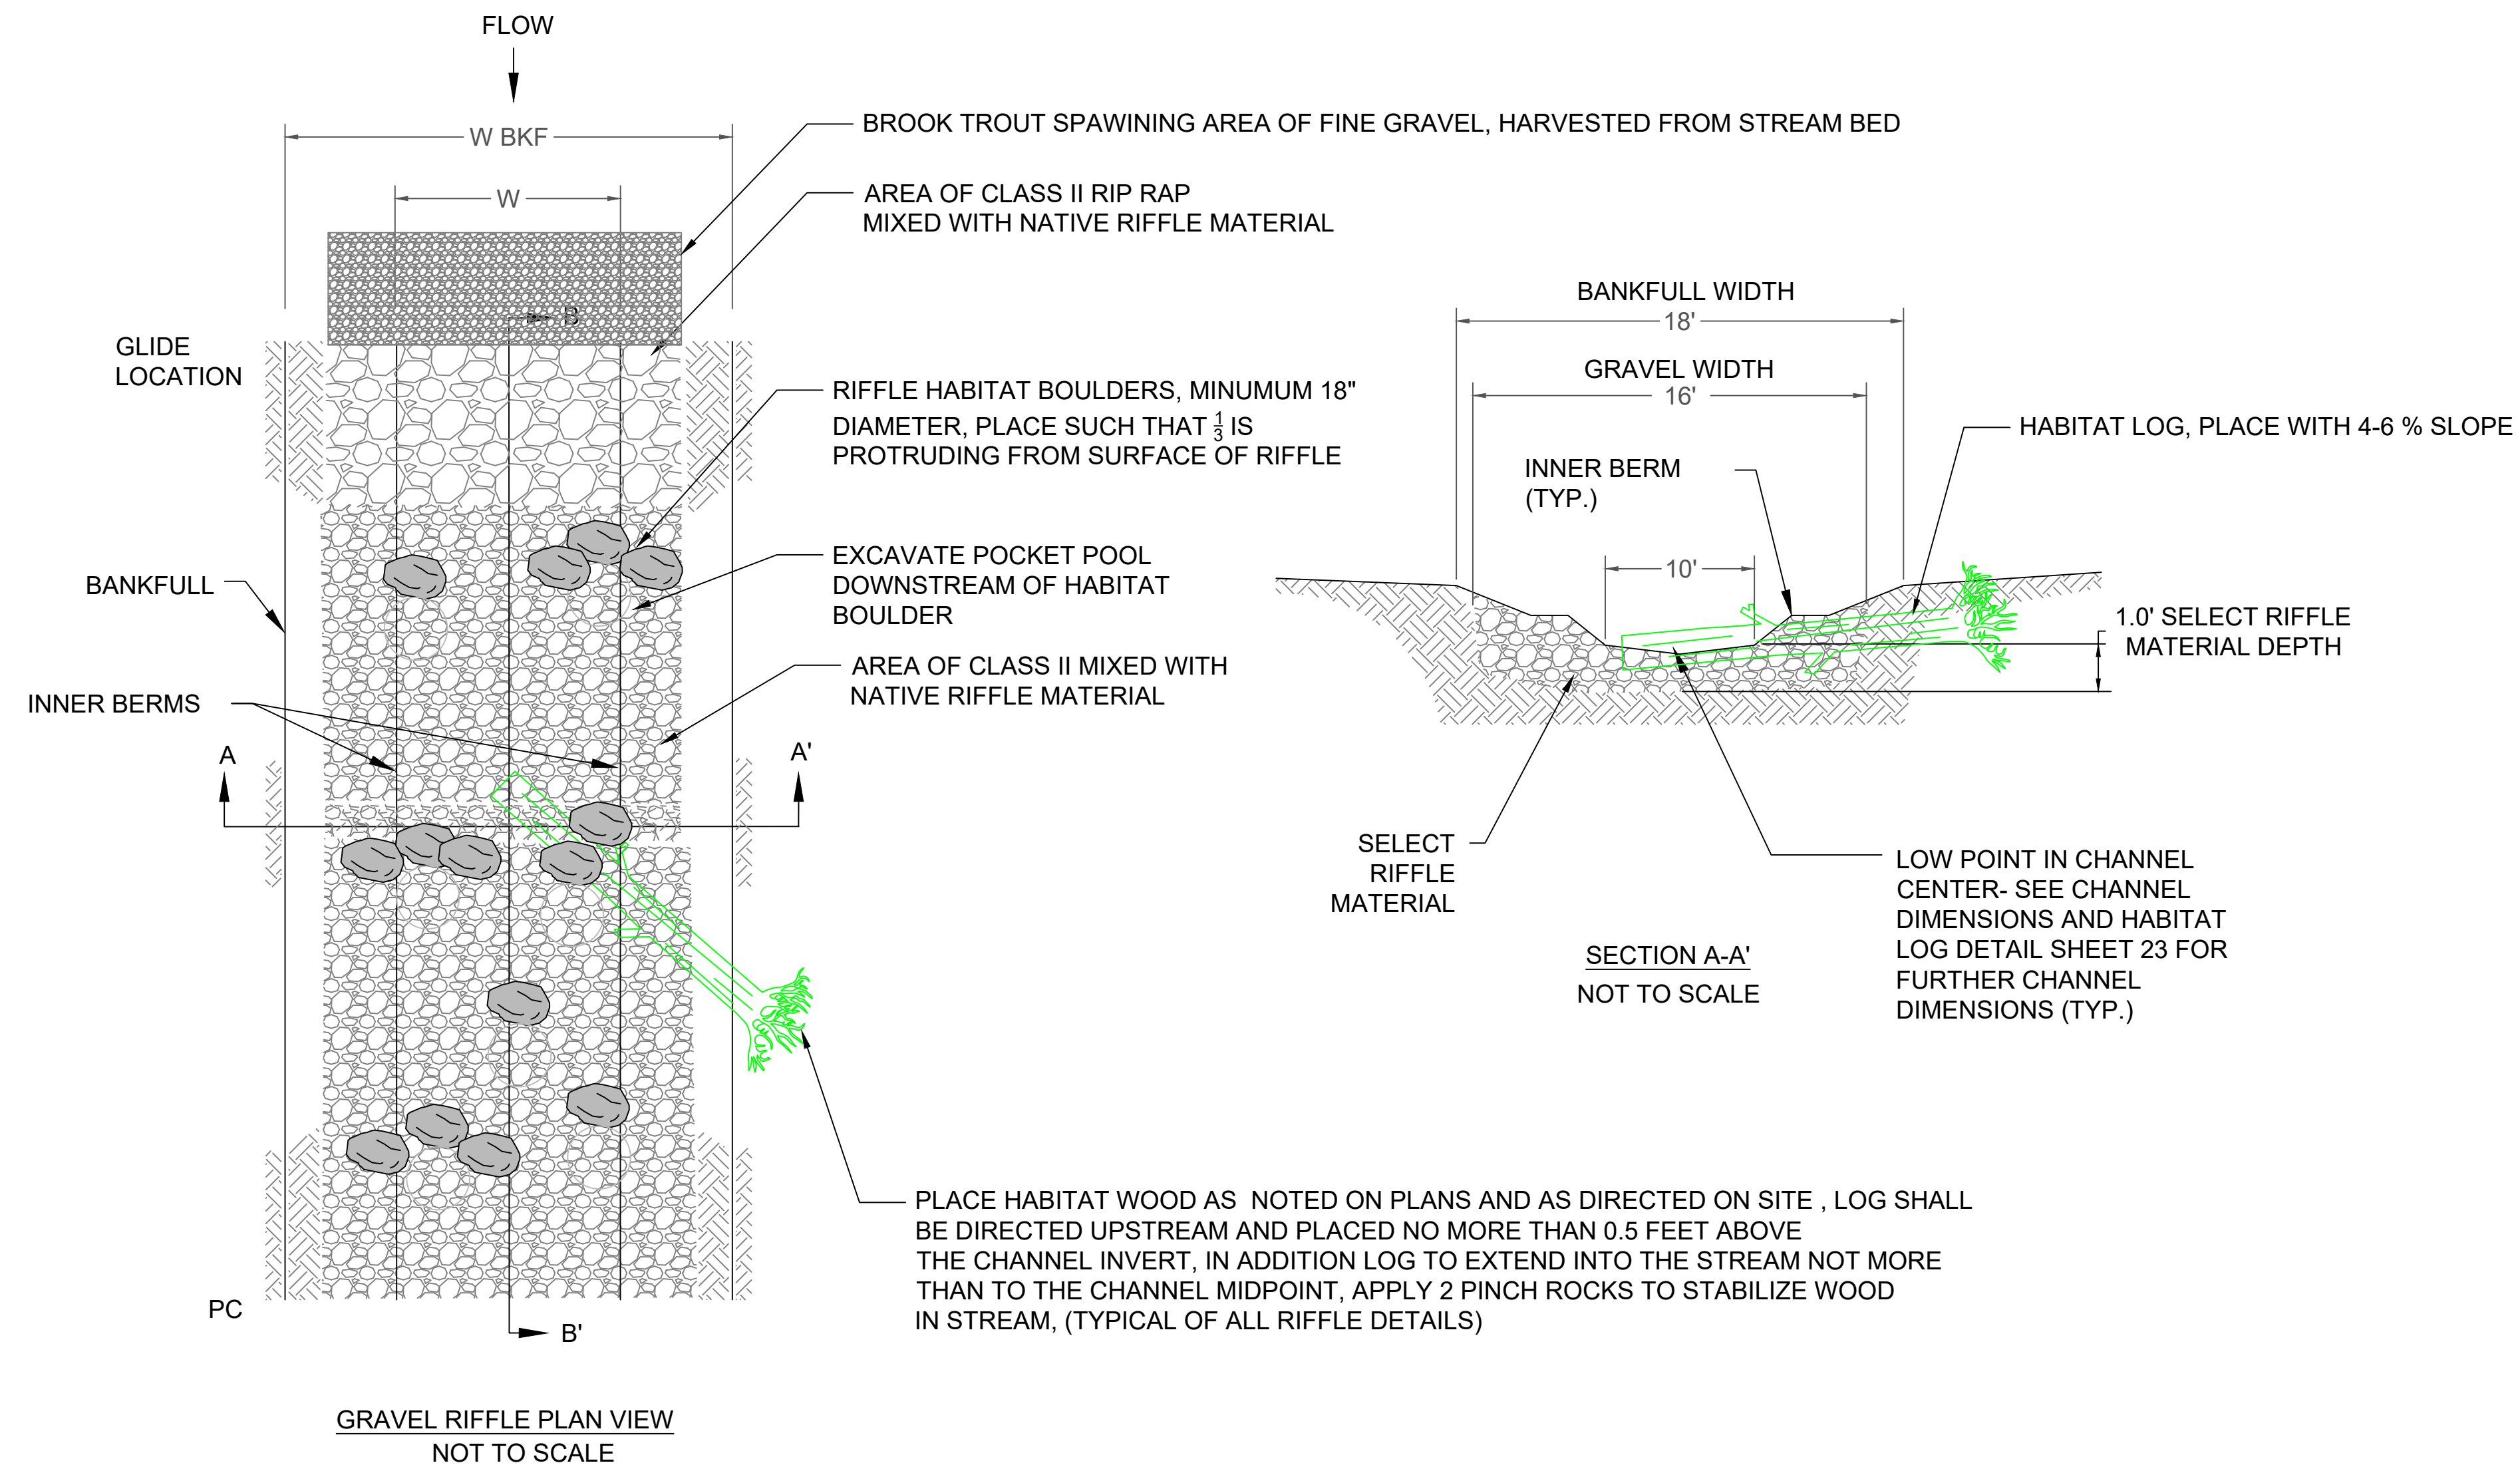 FLOW
W BKF
W
BROOK TROUT SPAWINING AREA OF FINE GRAVEL, HARVESTED FROM STREAM BED
AREA OF CLASS II RIP RAP
MIXED WITH NATIVE RIFFLE MATERIAL
B
GLIDE
LOCATION
RIFFLE HABITAT BOULDERS, MINUMUM 18"
DIAMETER, PLACE SUCH THAT 1/3 IS
PROTRUDING FROM SURFACE OF RIFFLE
BANKFULL
EXCAVATE POCKET POOL
DOWNSTREAM OF HABITAT
BOULDER
INNER BERMS
AREA OF CLASS II MIXED WITH
NATIVE RIFFLE MATERIAL
A
A'
PLACE HABITAT WOOD AS NOTED ON PLANS AND AS DIRECTED ON SITE , LOG SHALL
BE DIRECTED UPSTREAM AND PLACED NO MORE THAN 0.5 FEET ABOVE
THE CHANNEL INVERT, IN ADDITION LOG TO EXTEND INTO THE STREAM NOT MORE
THAN TO THE CHANNEL MIDPOINT, APPLY 2 PINCH ROCKS TO STABILIZE WOOD
IN STREAM, (TYPICAL OF ALL RIFFLE DETAILS)
PC
B'
GRAVEL RIFFLE PLAN VIEW
NOT TO SCALE
BANKFULL WIDTH
18'
GRAVEL WIDTH
16'
HABITAT LOG, PLACE WITH 4-6 % SLOPE
INNER BERM
(TYP.)
10'
1.0' SELECT RIFFLE
MATERIAL DEPTH
SELECT
RIFFLE
MATERIAL
LOW POINT IN CHANNEL
CENTER- SEE CHANNEL
DIMENSIONS AND HABITAT
LOG DETAIL SHEET 23 FOR
FURTHER CHANNEL
DIMENSIONS (TYP.)
SECTION A-A'
NOT TO SCALE